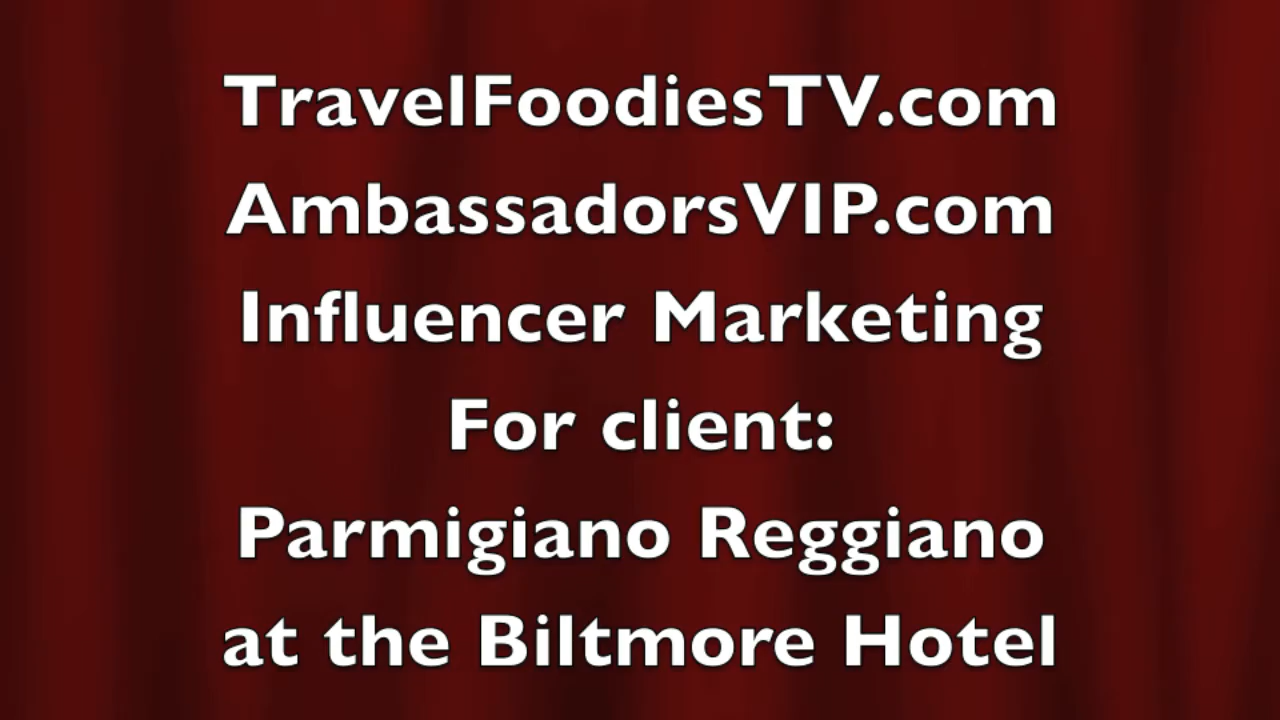 TravelFoodiesTV.com
AmbassadorsVIP.com
Influencer Marketing
For client:
Parmigiano Reggiano
at the Biltmore Hotel